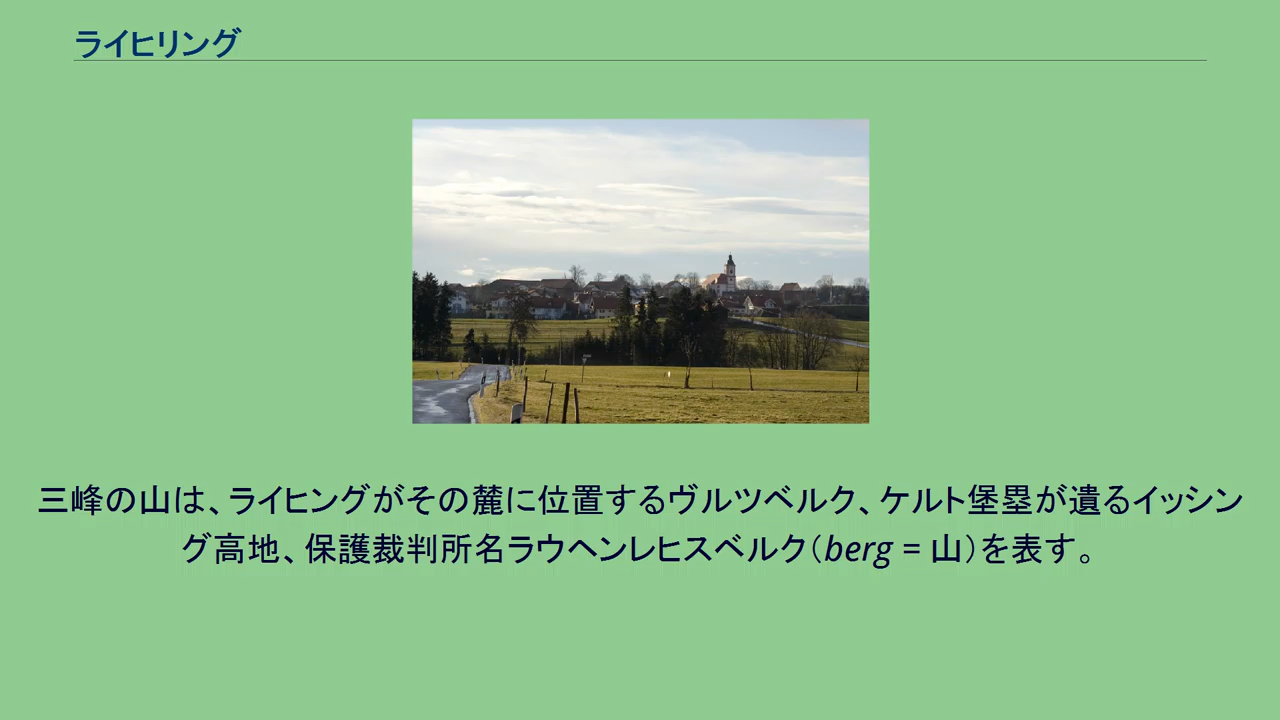 ライヒリング
三峰の山は、ライヒングがその麓に位置するヴルツベルク、ケルト堡塁が遺るイッシン
グ高地、保護裁判所名ラウヘンレヒスベルク（berg = 山）を表す。